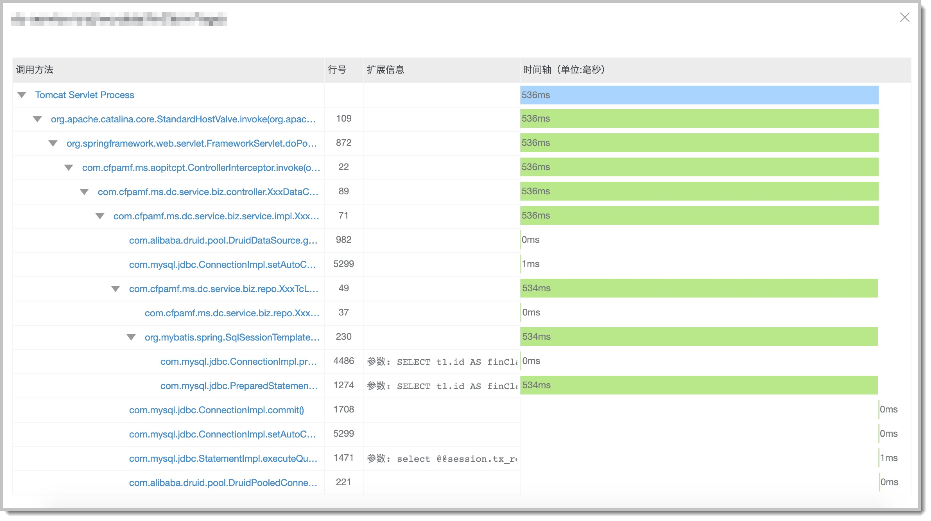 调用方法 行号 扩展信息 时间轴（单位:毫秒）
Tomcat Servlet Process 536ms
org.apache.catalina.core.StandardHostValve.invoke(org.apac... 109 536ms
org.springframework.web.servlet.FrameworkServlet.doPo... 872 536ms
com.cfpamf.ms.aopitcpt.ControllerInterceptor.invoke(o... 22 536ms
com.cfpamf.ms.dc.service.biz.controller.XxxDataC... 89 536ms
com.cfpamf.ms.dc.service.biz.service.impl.Xxx... 71 536ms
com.alibaba.druid.pool.DruidDataSource.g... 982 0ms
com.mysql.jdbc.ConnectionImpl.setAutoC... 5299 1ms
com.cfpamf.ms.dc.service.biz.repo.XxxTcL... 49 534ms
com.cfpamf.ms.dc.service.biz.repo.Xxx... 37 0ms
org.mybatis.spring.SqlSessionTemplate... 230 534ms
com.mysql.jdbc.ConnectionImpl.pr... 4486 参数: SELECT t1.id AS finCl 0ms
com.mysql.jdbc.PreparedStatemen... 1274 参数: SELECT t1.id AS finCl 534ms
com.mysql.jdbc.ConnectionImpl.commit() 1708 0ms
com.mysql.jdbc.ConnectionImpl.setAutoC... 5299 0ms
com.mysql.jdbc.StatementImpl.executeQu... 1471 参数: select @@session.tx_r 1ms
com.alibaba.druid.pool.DruidPooledConne... 221 0ms